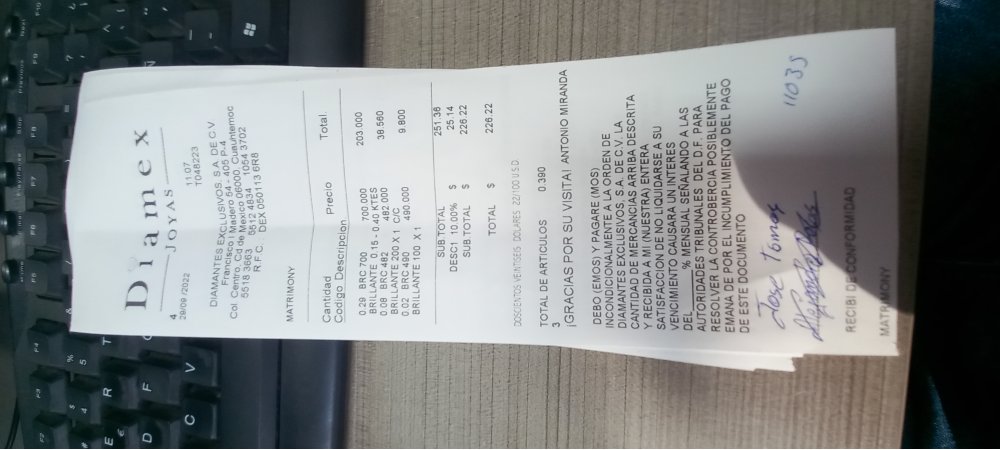 Diamex
JOYAS
4
29/09/2022 11:07
T048223
DIAMANTES EXCLUSIVOS, S.A. DE C.V
Francisco I Madero 54 - 405 P-4
Col. Centro, Cd de Mexico 06000, Cuauhtemoc
5518 3663 5512 4834 1054 3702
R.F.C. DEX 050113 6R8
MATRIMONY
Cantidad Precio Total
Codigo Descripcion
0.29 BRC 700 700.000 203.000
BRILLANTE 0.15 - 0.40 KTES
0.08 BRC 482 482.000 38.560
BRILLANTE 200 X 1 C/C
0.02 BRC 490 490.000 9.800
BRILLANTE 100 X 1
SUB.TOTAL 251.36
DESC1 10.00% $ 25.14
SUB.TOTAL $ 226.22
TOTAL $ 226.22
DOSCIENTOS VEINTISEIS DOLARES 22/100 U.S.D.
TOTAL DE ARTICULOS 0.390
3
¡GRACIAS POR SU VISITA! ANTONIO MIRANDA
DEBO (EMOS) Y PAGARE (MOS)
INCONDICIONALMENTE A LA ORDEN DE
DIAMANTES EXCLUSIVOS, S.A. DE C.V. LA
CANTIDAD DE MERCANCIAS ARRIBA DESCRITA
Y RECIBIDA A MI (NUESTRA) ENTERA
SATISFACCION DE NO LIQUIDARSE A SU
VENCIMIENTO CAUSARA UN INTERES
DEL % MENSUAL SEÑALANDO A LAS
AUTORIDADES TRIBUNALES DEL D.F. PARA
RESOLVER LA CONTROBERCIA POSIBLEMENTE
EMANA DE POR EL INCUMPLIMIENTO DEL PAGO
DE ESTE DOCUMENTO
Jose Tomas
11035
RECIBI DE CONFORMIDAD
MATRIMONY